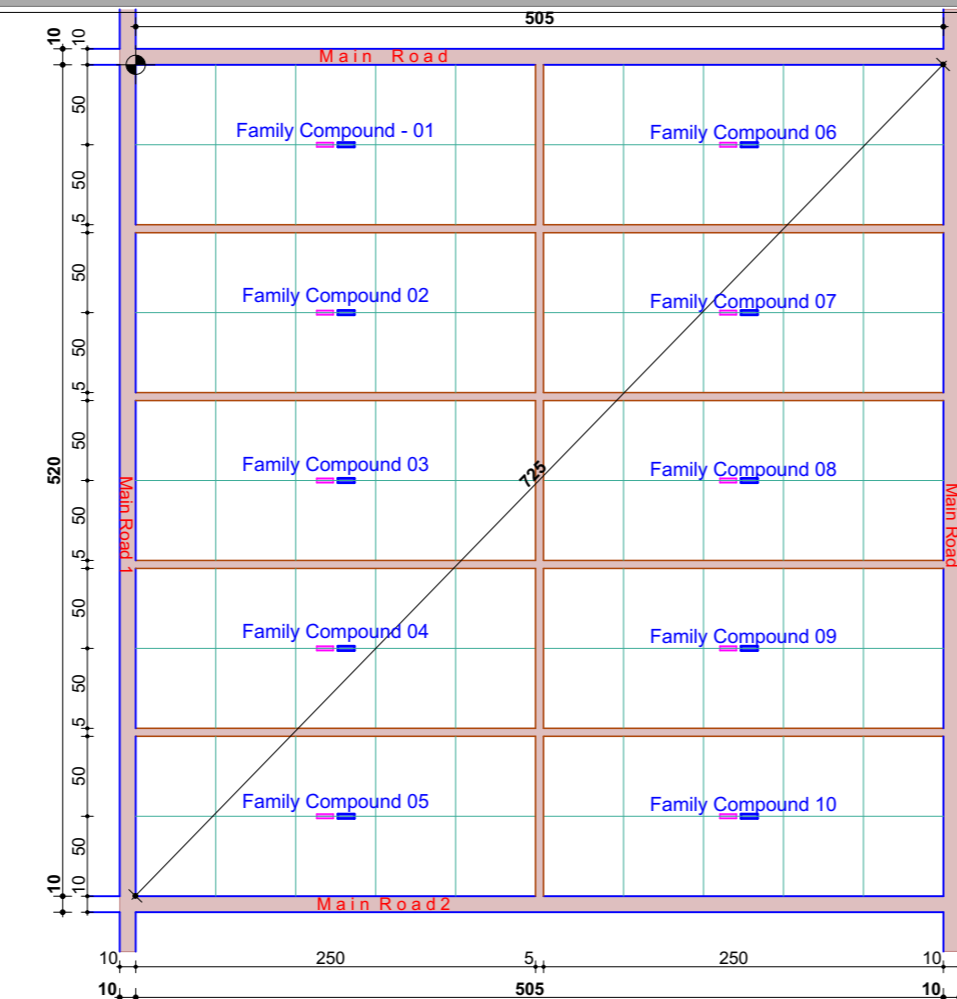 505
10
10
Main Road
50
Family Compound - 01
Family Compound 06
50
5
50
Family Compound 02
Family Compound 07
50
5
50
Family Compound 03
Family Compound 08
520
725
Main Road 1
Main Road
50
5
50
Family Compound 04
Family Compound 09
50
5
50
Family Compound 05
Family Compound 10
50
10
10
Main Road2
10
250
5
250
10
10
505
10